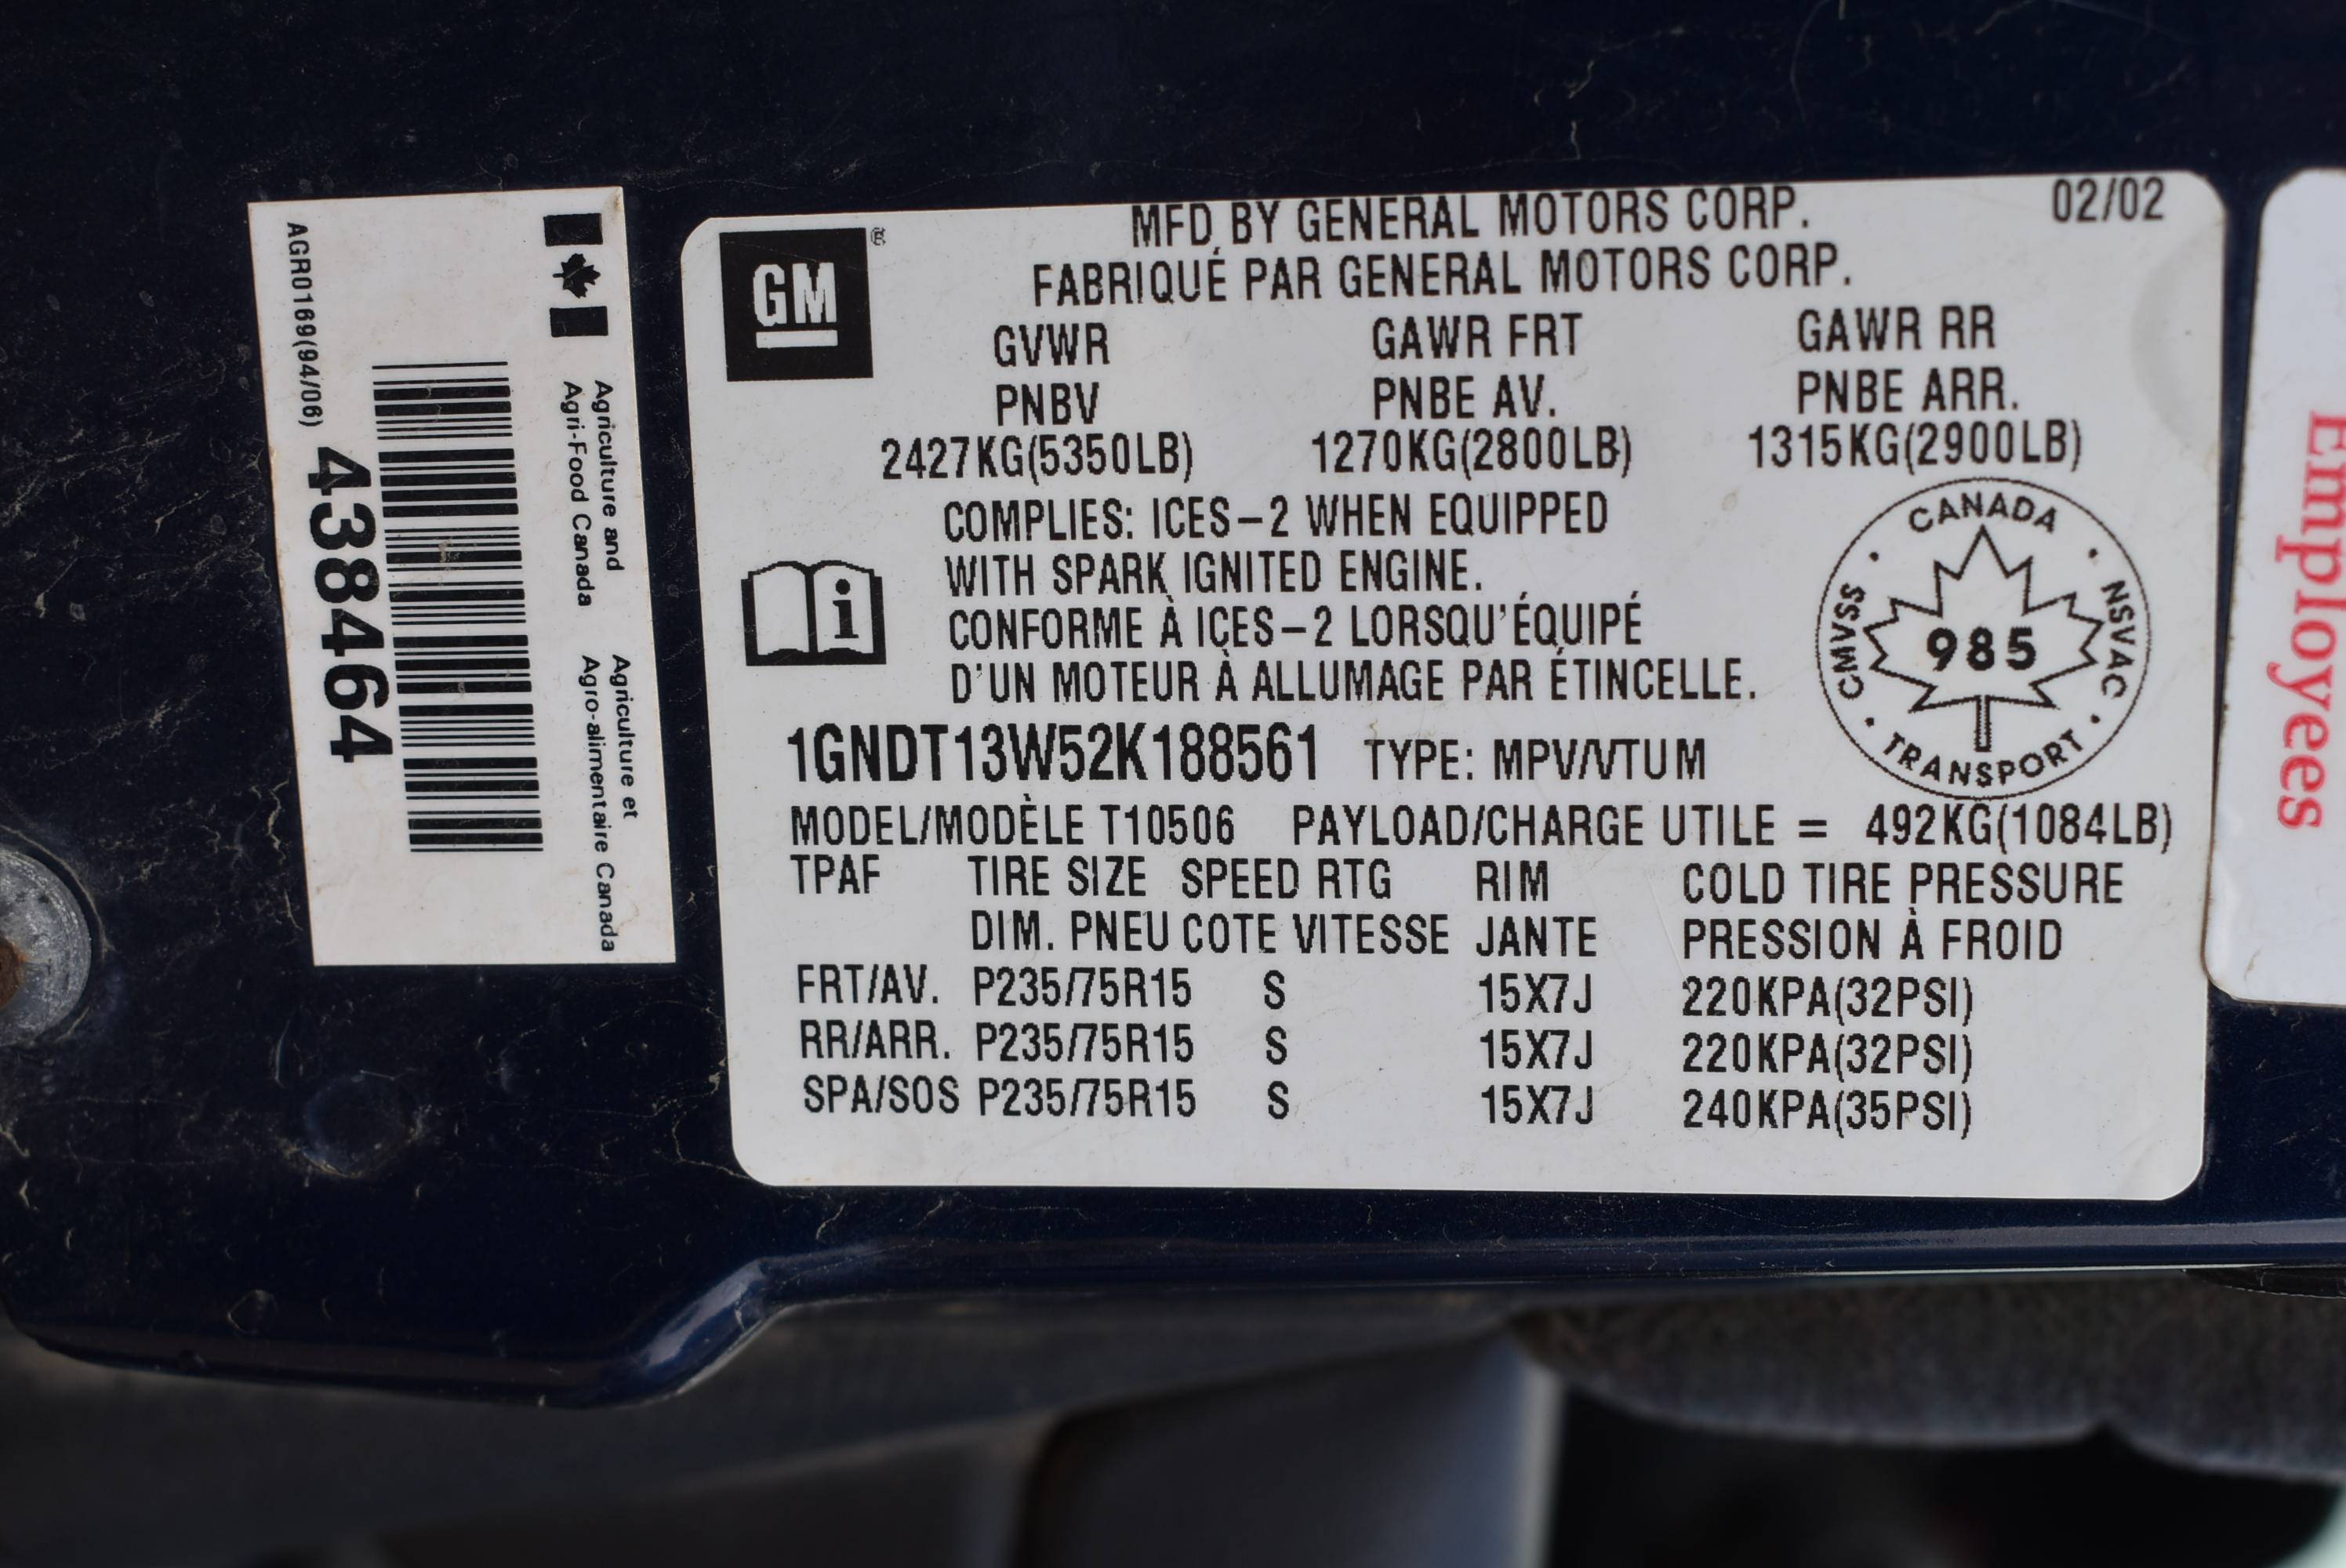 AGR0169(94/06)
438464
Agriculture and
Agri-Food Canada
Agriculture et
Agro-alimentaire Canada
GM®
MFD BY GENERAL MOTORS CORP.
02/02
FABRIQUÉ PAR GENERAL MOTORS CORP.
GVWR GAWR FRT GAWR RR
PNBV PNBE AV. PNBE ARR.
2427KG(5350LB) 1270KG(2800LB) 1315KG(2900LB)
COMPLIES: ICES-2 WHEN EQUIPPED
WITH SPARK IGNITED ENGINE.
CONFORME À ICES-2 LORSQU'ÉQUIPÉ
D'UN MOTEUR À ALLUMAGE PAR ÉTINCELLE.
i
CANADA
CMVSS
985
NSVAC
TRANSPORT
1GNDT13W52K188561 TYPE: MPV/VTUM
MODEL/MODÈLE T10506 PAYLOAD/CHARGE UTILE = 492KG(1084LB)
TPAF TIRE SIZE SPEED RTG RIM COLD TIRE PRESSURE
DIM. PNEU COTE VITESSE JANTE PRESSION À FROID
FRT/AV. P235/75R15 S 15X7J 220KPA(32PSI)
RR/ARR. P235/75R15 S 15X7J 220KPA(32PSI)
SPA/SOS P235/75R15 S 15X7J 240KPA(35PSI)
Employees